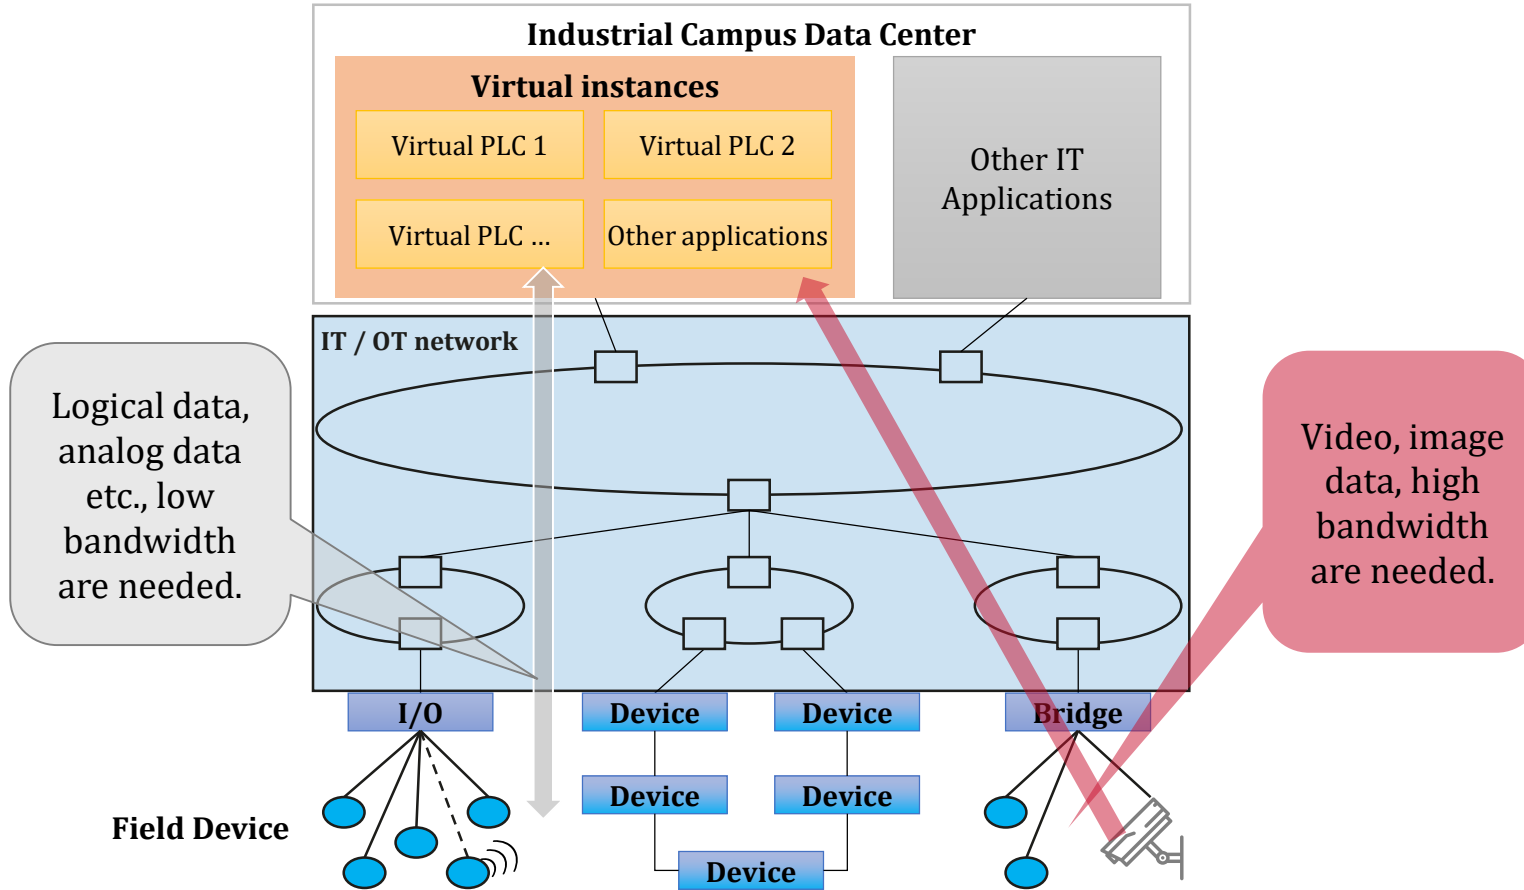 Industrial Campus Data Center
Virtual instances
Virtual PLC 1
Virtual PLC 2
Virtual PLC ...
Other applications
Other IT
Applications
IT / OT network
Logical data,
analog data
etc., low
bandwidth
are needed.
Video, image
data, high
bandwidth
are needed.
I/O
Device
Device
Bridge
Device
Device
Field Device
Device